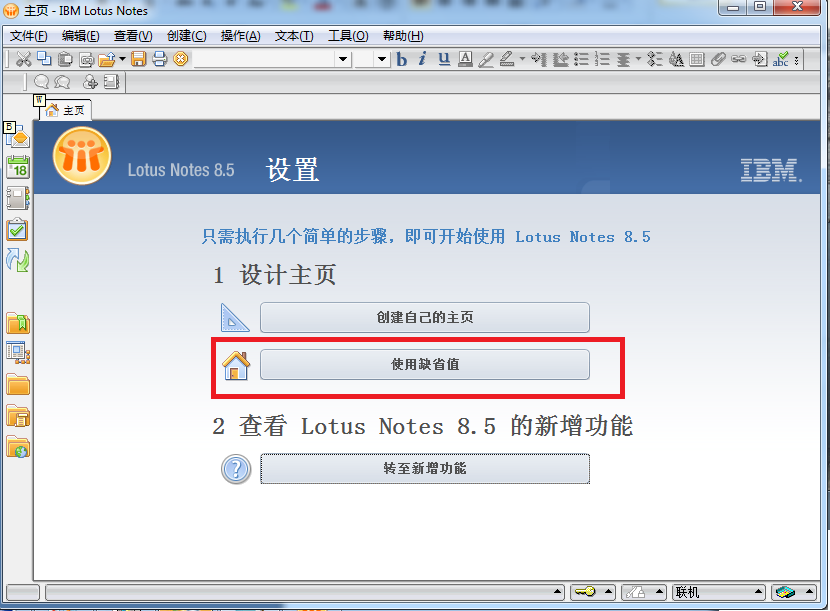 主页 - IBM Lotus Notes
文件(F) 编辑(E) 查看(V) 创建(C) 操作(A) 文本(T) 工具(O) 帮助(H)
b i U A
abc
W
主页
B
18
Lotus Notes 8.5 设置
IBM.
只需执行几个简单的步骤，即可开始使用 Lotus Notes 8.5
1 设计主页
创建自己的主页
使用缺省值
2 查看 Lotus Notes 8.5 的新增功能
?
转至新增功能
联机